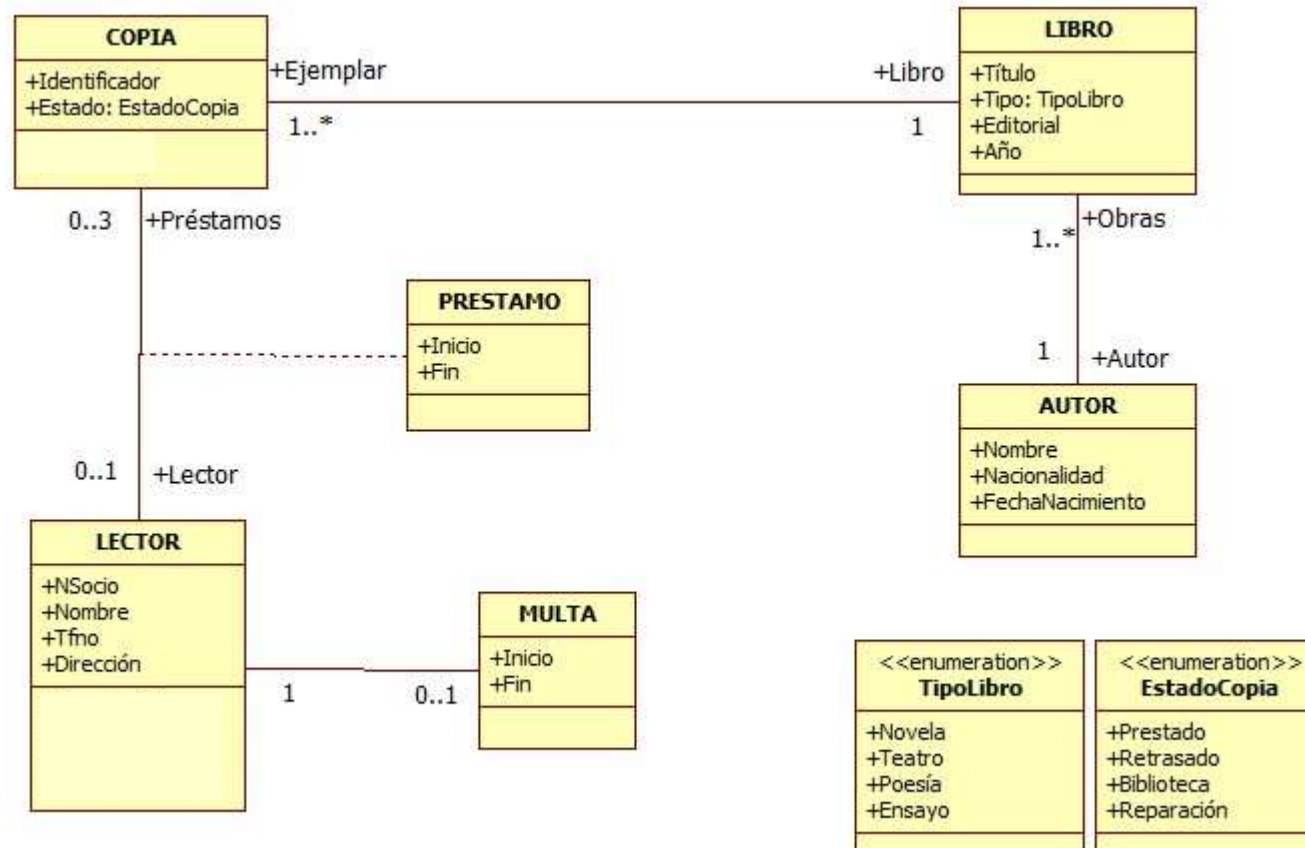 COPIA
+Identificador
+Estado: EstadoCopia
+Ejemplar
1..*
+Libro
1
LIBRO
+Título
+Tipo: TipoLibro
+Editorial
+Año
0..3
+Préstamos
+Obras
1..*
PRESTAMO
+Inicio
+Fin
1
+Autor
AUTOR
+Nombre
+Nacionalidad
+FechaNacimiento
0..1
+Lector
LECTOR
+NSocio
+Nombre
+Tfno
+Dirección
1
0..1
MULTA
+Inicio
+Fin
<<enumeration>>
TipoLibro
+Novela
+Teatro
+Poesía
+Ensayo
<<enumeration>>
EstadoCopia
+Prestado
+Retrasado
+Biblioteca
+Reparación